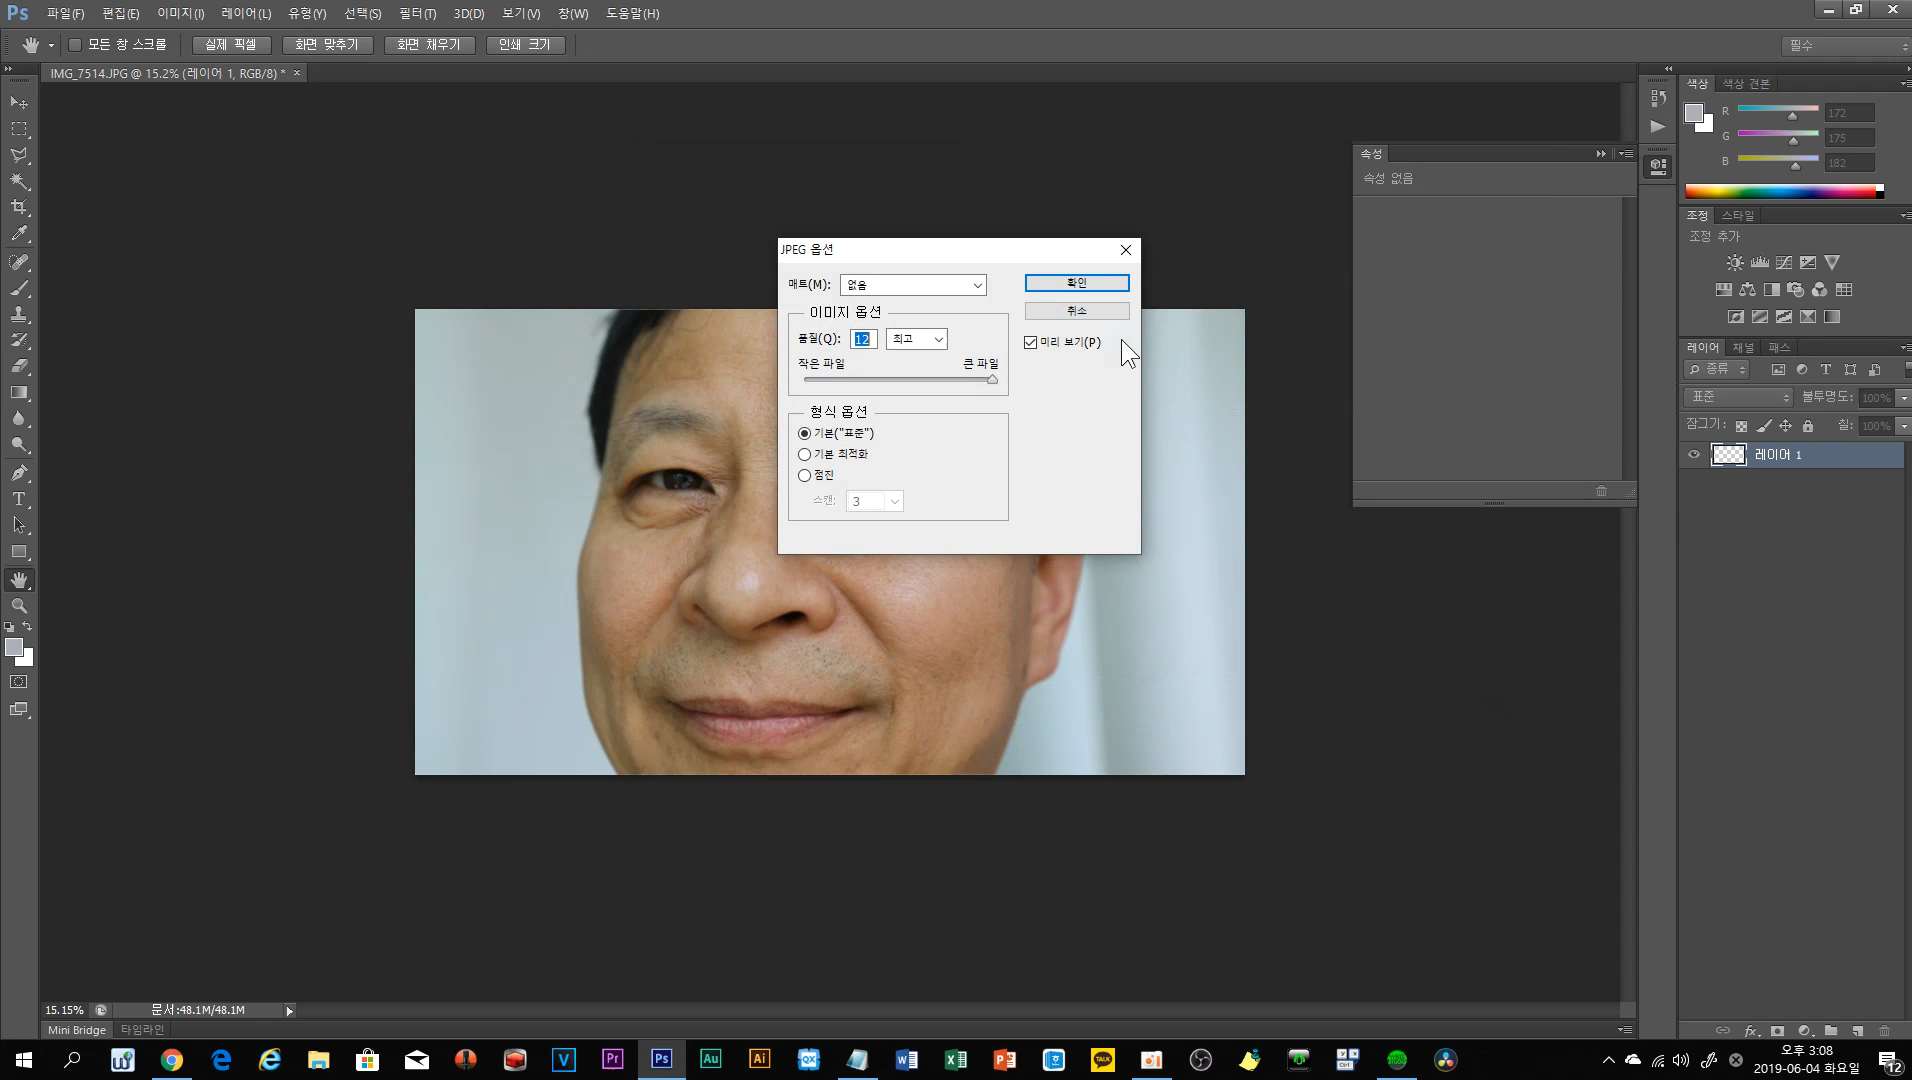 Ps 파일(F) 편집(E) 이미지(I) 레이어(L) 유형(Y) 선택(S) 필터(T) 3D(D) 보기(V) 창(W) 도움말(H)
모든 창 스크롤 실제 픽셀 화면 맞추기 화면 채우기 인쇄 크기 필수
IMG_7514.JPG @ 15.2% (레이어 1, RGB/8) * ×
색상 색상 견본
R 172
G 175
B 182
속성
속성 없음
조정 스타일
조정 추가
JPEG 옵션
매트(M): 없음 확인
이미지 옵션 취소
품질(Q): 12 최고 미리 보기(P)
작은 파일 큰 파일
형식 옵션
기본("표준")
기본 최적화
점진
스캔: 3
레이어 채널 패스
종류
표준 불투명도: 100%
잠그기: 칠: 100%
레이어 1
15.15% 문서:48.1M/48.1M
Mini Bridge 타임라인
V Pr Ps Au Ai QX TALK
오후 3:08
2019-06-04 화요일
12